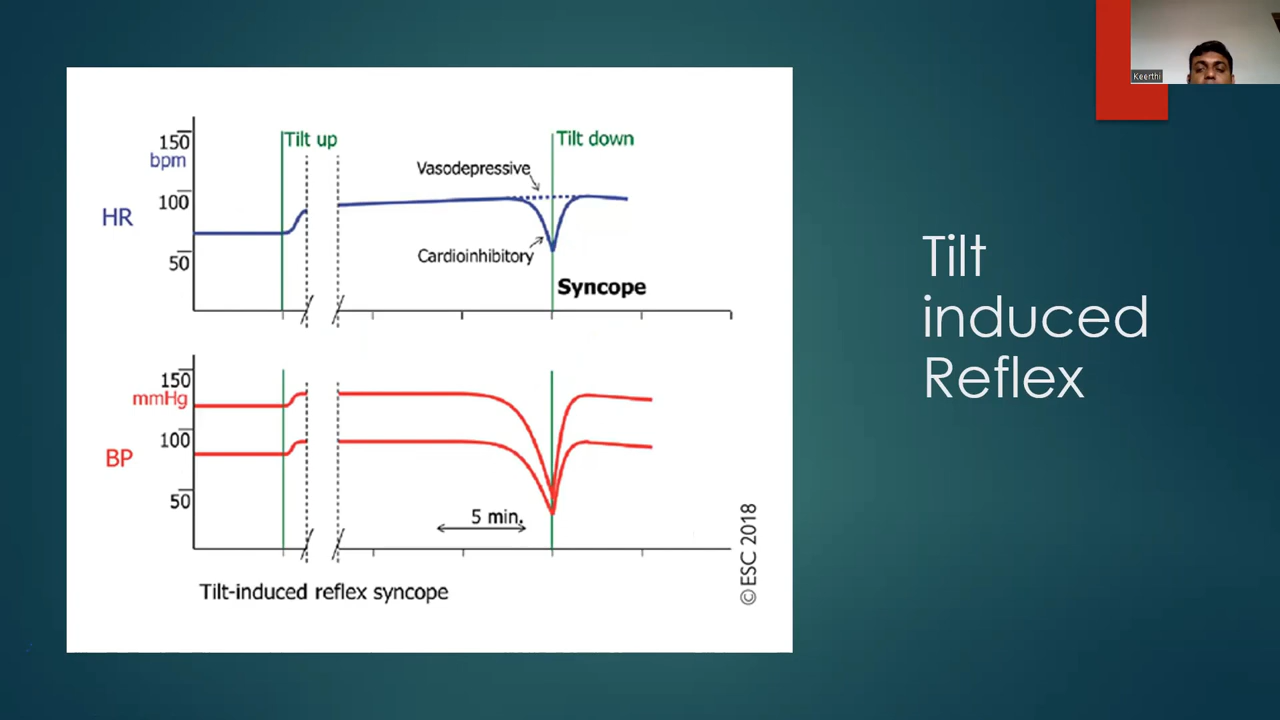 150
bpm
100
HR
50
Tilt up
Tilt down
Vasodepressive
Cardioinhibitory
Syncope
150
mmHg
100
BP
50
5 min.
Tilt-induced reflex syncope
© ESC 2018
Tilt
induced
Reflex
Keerthi